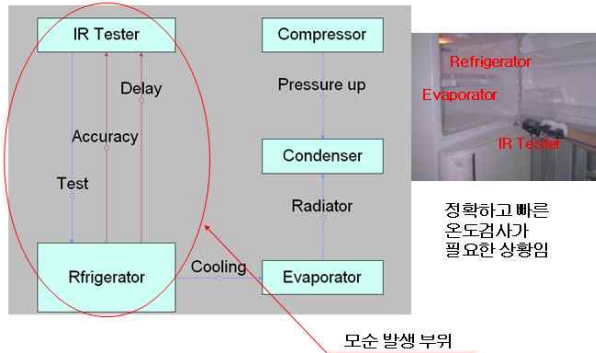 IR Tester
Compressor
Delay
Pressure up
Accuracy
Condenser
Test
Radiator
Rfrigerator
Cooling
Evaporator
Refrigerator
Evaporator
IR Tester
정확하고 빠른
온도검사가
필요한 상황임
모순 발생 부위